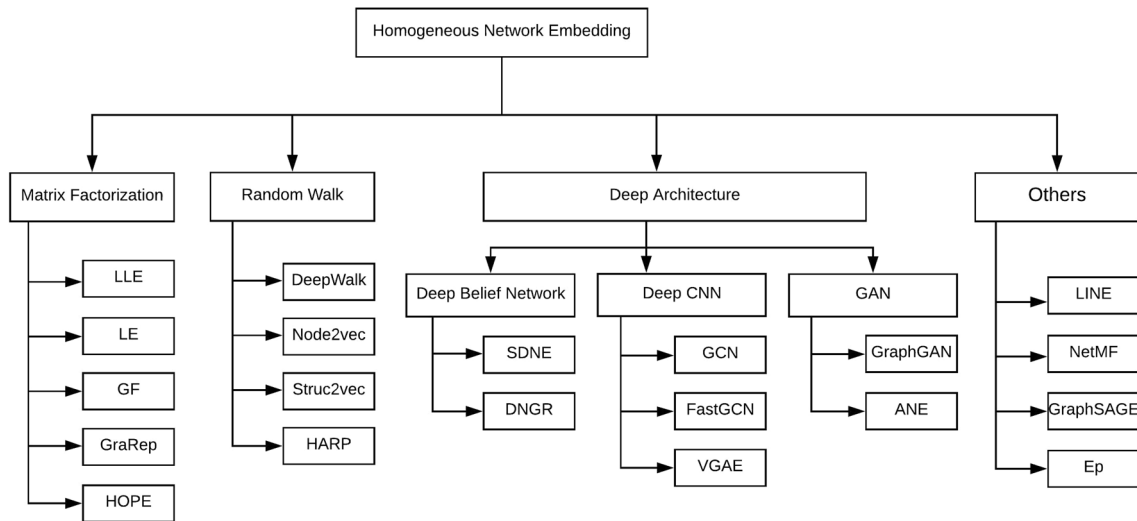 Homogeneous Network Embedding
Matrix Factorization
Random Walk
Deep Architecture
Others
LLE
LE
GF
GraRep
HOPE
DeepWalk
Node2vec
Struc2vec
HARP
Deep Belief Network
Deep CNN
GAN
SDNE
DNGR
GCN
FastGCN
VGAE
GraphGAN
ANE
LINE
NetMF
GraphSAGE
Ep